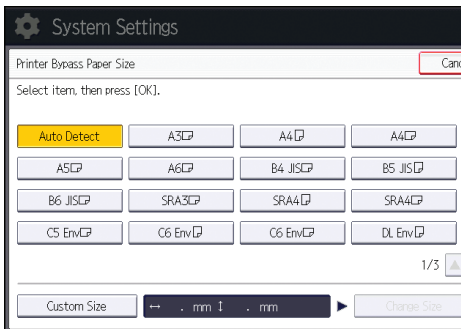 System Settings
Printer Bypass Paper Size
Select item, then press [OK].
Auto Detect A3 A4 A4
A5 A6 B4 JIS B5 JIS
B6 JIS SRA3 SRA4 SRA4
C5 Env C6 Env C6 Env DL Env
1/3
Custom Size ↔ . mm ↕ . mm Change Size